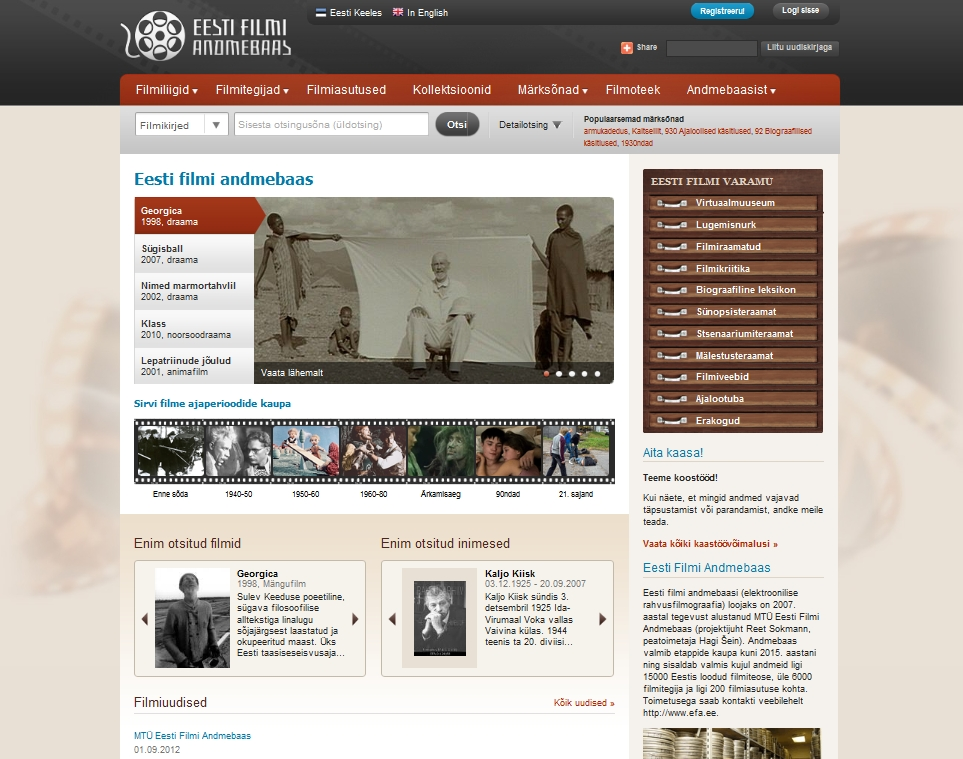 Eesti Keeles In English Registreeru! Logi sisse
EESTI FILMI
ANDMEBAAS
Share Liitu uudiskirjaga
Filmiliigid Filmitegijad Filmiasutused Kollektsioonid Märksõnad Filmoteek Andmebaasist
Filmikirjed Sisesta otsingusõna (üldotsing) Otsi Detailotsing
Populaarsemad märksõnad
armukadedus, Kaitseliit, 930 Ajaloolised käsitlused, 92 Biograafilised
käsitlused, 1930ndad
Eesti filmi andmebaas
Georgica
1998, draama
Sügisball
2007, draama
Nimed marmortahvlil
2002, draama
Klass
2010, noorsoodraama
Lepatriinude jõulud
2001, animafilm
Vaata lähemalt
Sirvi filme ajaperioodide kaupa
Enne sõda 1940-50 1950-60 1960-80 Ärkamisaeg 90ndad 21. sajand
Enim otsitud filmid
Georgica
1998, Mängufilm
Sulev Keeduse poeetiline,
sügava filosoofilise
alltekstiga linalugu
sõjajärgsest laastatud ja
okupeeritud maast. Üks
Eesti taasiseseisvusaja...
Enim otsitud inimesed
Kaljo Kiisk
03.12.1925 - 20.09.2007
Kaljo Kiisk sündis 3.
detsembril 1925 Ida-
Virumaal Voka vallas
Vaivina külas. 1944
teenis ta 20. diviisi...
Filmiuudised Kõik uudised »
MTÜ Eesti Filmi Andmebaas
01.09.2012
EESTI FILMI VARAMU
Virtuaalmuuseum
Lugemisnurk
Filmiraamatud
Filmikriitika
Biograafiline leksikon
Sünopsisteraamat
Stsenaariumiteraamat
Mälestusteraamat
Filmiveebid
Ajalootuba
Erakogud
Aita kaasa!
Teeme koostööd!
Kui näete, et mingid andmed vajavad
täpsustamist või parandamist, andke meile
teada.
Vaata kõiki kaastöövõimalusi »
Eesti Filmi Andmebaas
Eesti filmi andmebaasi (elektroonilise
rahvusfilmograafia) loojaks on 2007.
aastal tegevust alustanud MTÜ Eesti Filmi
Andmebaas (projektijuht Reet Sokmann,
peatoimetaja Hagi Šein). Andmebaas
valmib etappide kaupa kuni 2015. aastani
ning sisaldab valmis kujul andmeid ligi
15000 Eestis loodud filmiteose, üle 6000
filmitegija ja ligi 200 filmiasutuse kohta.
Toimetusega saab kontakti veebilehelt
http://www.efa.ee.